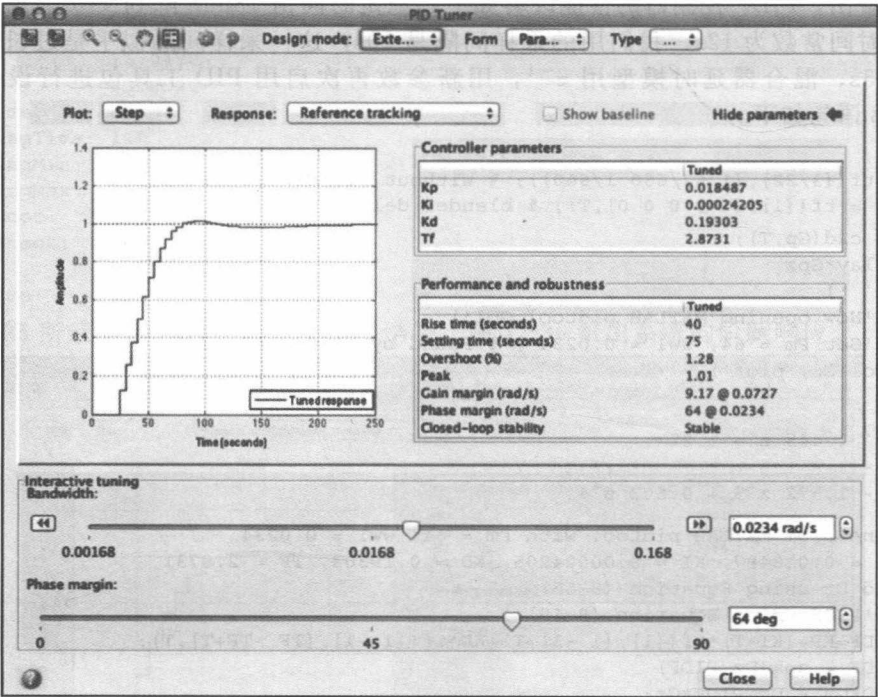 PID Tuner
Design mode: Exte... Form Para... Type ...
Plot: Step Response: Reference tracking Show baseline Hide parameters
Controller parameters
Tuned
Kp 0.018487
Ki 0.00024205
Kd 0.19303
Tf 2.8731
Performance and robustness
Tuned
Rise time (seconds) 40
Settling time (seconds) 75
Overshoot (%) 1.28
Peak 1.01
Gain margin (rad/s) 9.17 @ 0.0727
Phase margin (rad/s) 64 @ 0.0234
Closed-loop stability Stable
1.4
1.2
1
0.8
0.6
0.4
0.2
0
Amplitude
Tuned response
0 50 100 150 200 250
Time (seconds)
Interactive tuning
Bandwidth:
0.0234 rad/s
0.00168 0.0168 0.168
Phase margin:
64 deg
0 45 90
Close Help